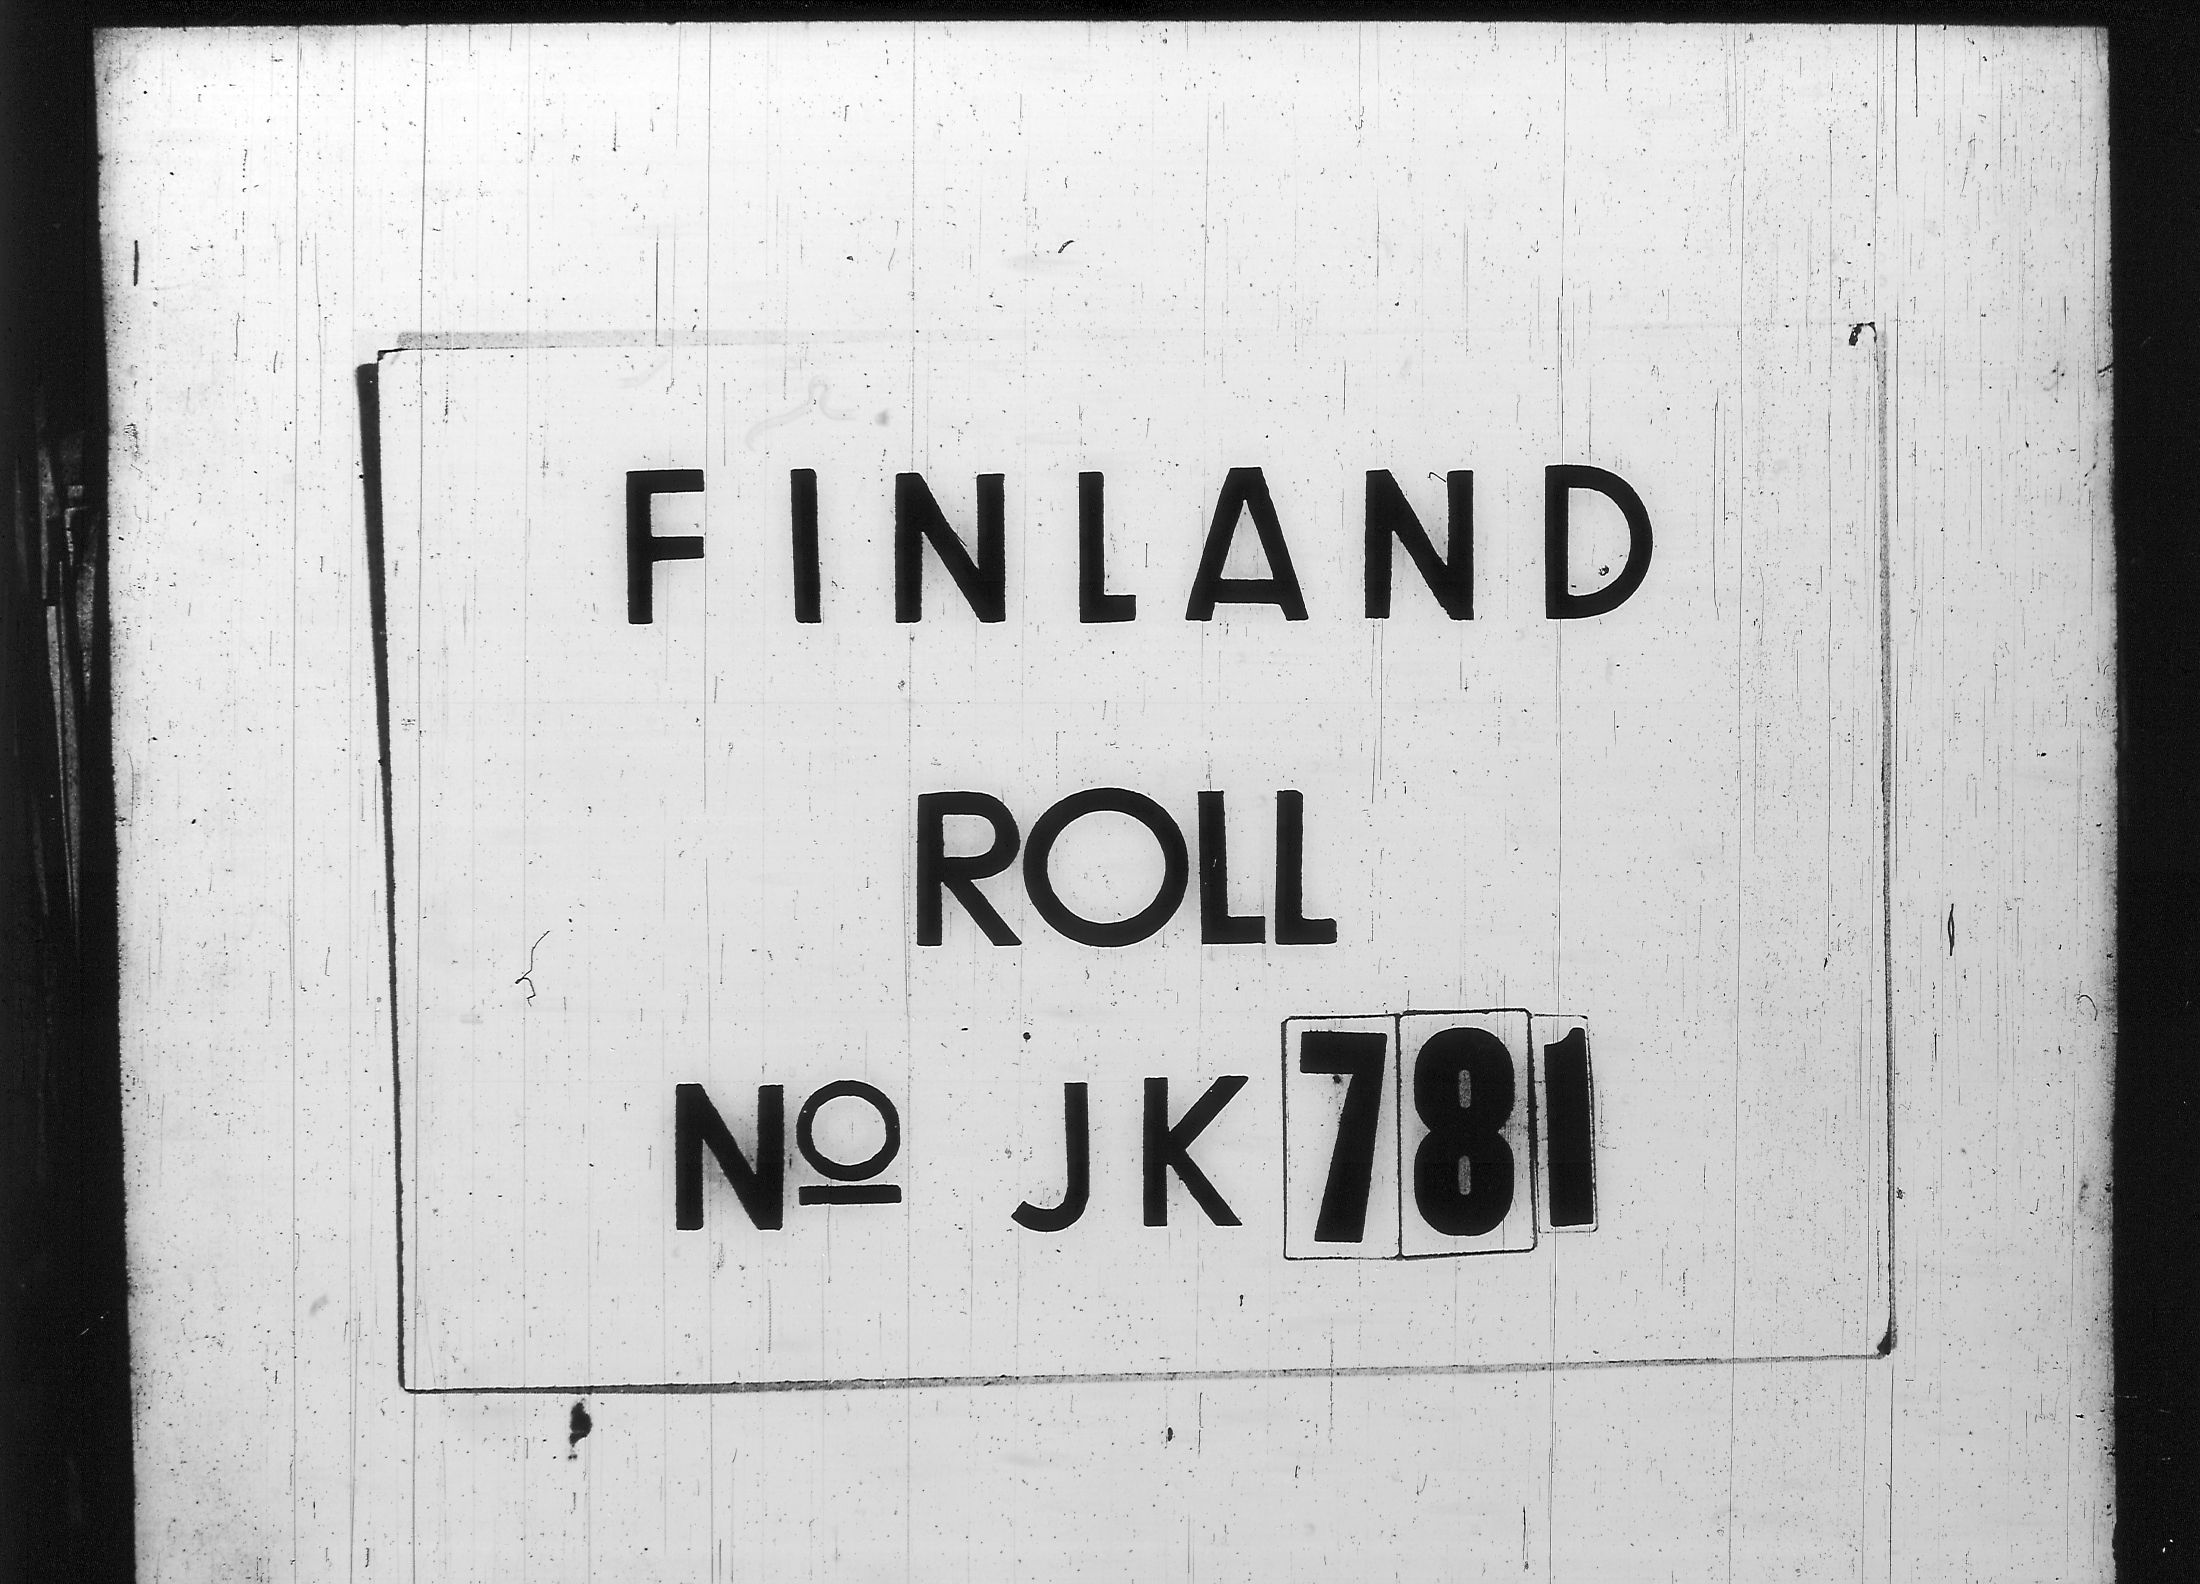 FINLAND
ROLL
Nº JK 781